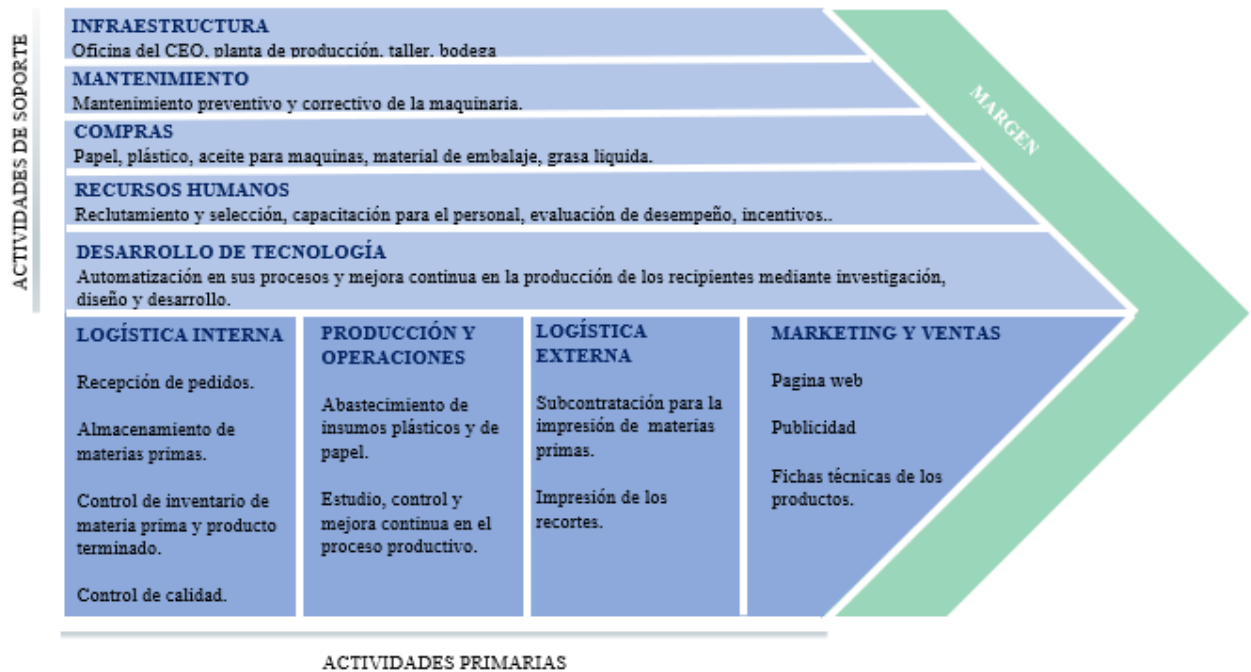 ACTIVIDADES DE SOPORTE
INFRAESTRUCTURA
Oficina del CEO, planta de producción, taller, bodega
MANTENIMIENTO
Mantenimiento preventivo y correctivo de la maquinaria.
COMPRAS
Papel, plástico, aceite para maquinas, material de embalaje, grasa liquida.
RECURSOS HUMANOS
Reclutamiento y selección, capacitación para el personal, evaluación de desempeño, incentivos..
DESARROLLO DE TECNOLOGÍA
Automatización en sus procesos y mejora continua en la producción de los recipientes mediante investigación,
diseño y desarrollo.
MARGEN
LOGÍSTICA INTERNA
Recepción de pedidos.
Almacenamiento de
materias primas.
Control de inventario de
materia prima y producto
terminado.
Control de calidad.
PRODUCCIÓN Y
OPERACIONES
Abastecimiento de
insumos plásticos y de
papel.
Estudio, control y
mejora continua en el
proceso productivo.
LOGÍSTICA
EXTERNA
Subcontratación para la
impresión de materias
primas.
Impresión de los
recortes.
MARKETING Y VENTAS
Pagina web
Publicidad
Fichas técnicas de los
productos.
ACTIVIDADES PRIMARIAS